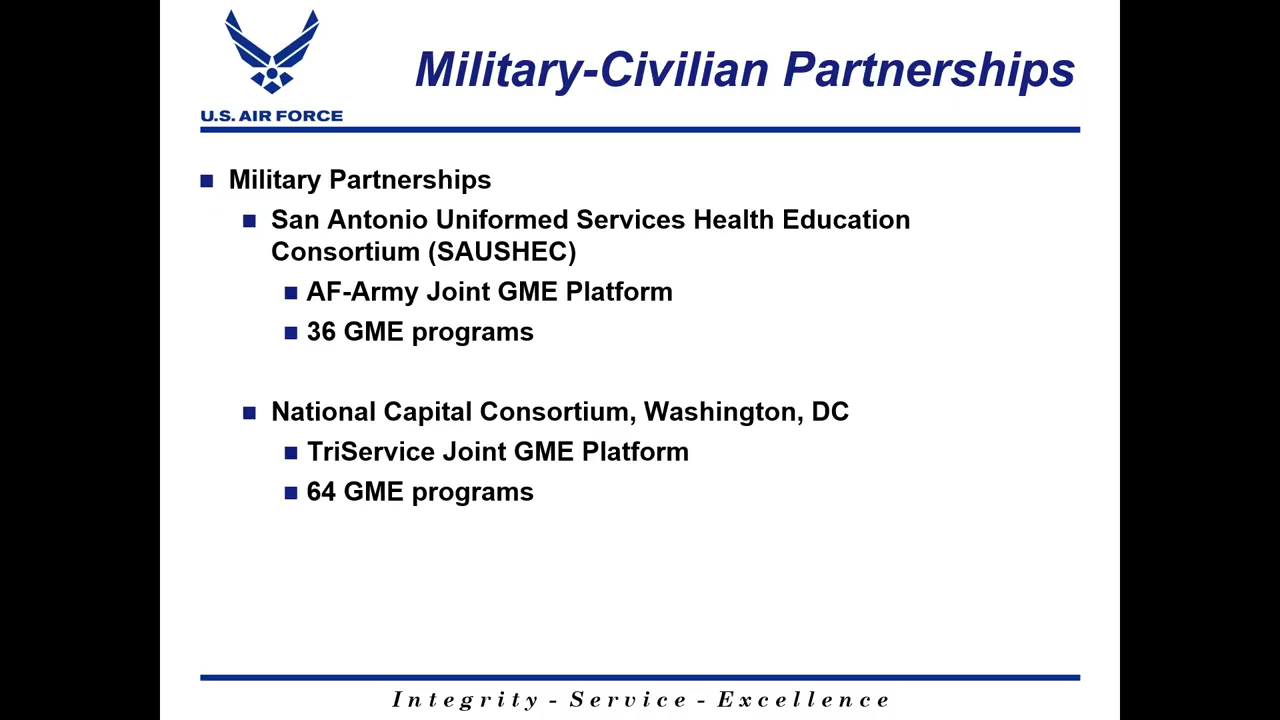 Military-Civilian Partnerships
U.S. AIR FORCE
Military Partnerships
San Antonio Uniformed Services Health Education
Consortium (SAUSHEC)
AF-Army Joint GME Platform
36 GME programs
National Capital Consortium, Washington, DC
TriService Joint GME Platform
64 GME programs
Integrity - Service - Excellence